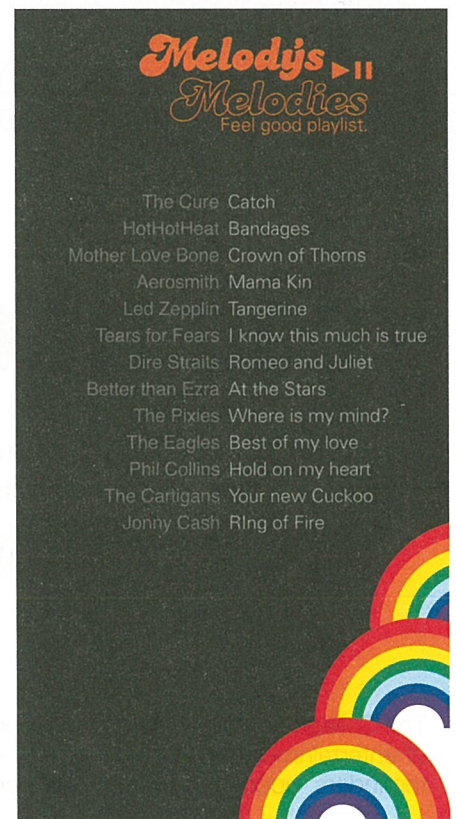 Melody's
Melodies
Feel good playlist.
The Cure Catch
HotHotHeat Bandages
Mother Love Bone Crown of Thorns
Aerosmith Mama Kin
Led Zepplin Tangerine
Tears for Fears I know this much is true
Dire Straits Romeo and Juliet
Better than Ezra At the Stars
The Pixies Where is my mind?
The Eagles Best of my love
Phil Collins Hold on my heart
The Cartigans Your new Cuckoo
Jonny Cash RIng of Fire